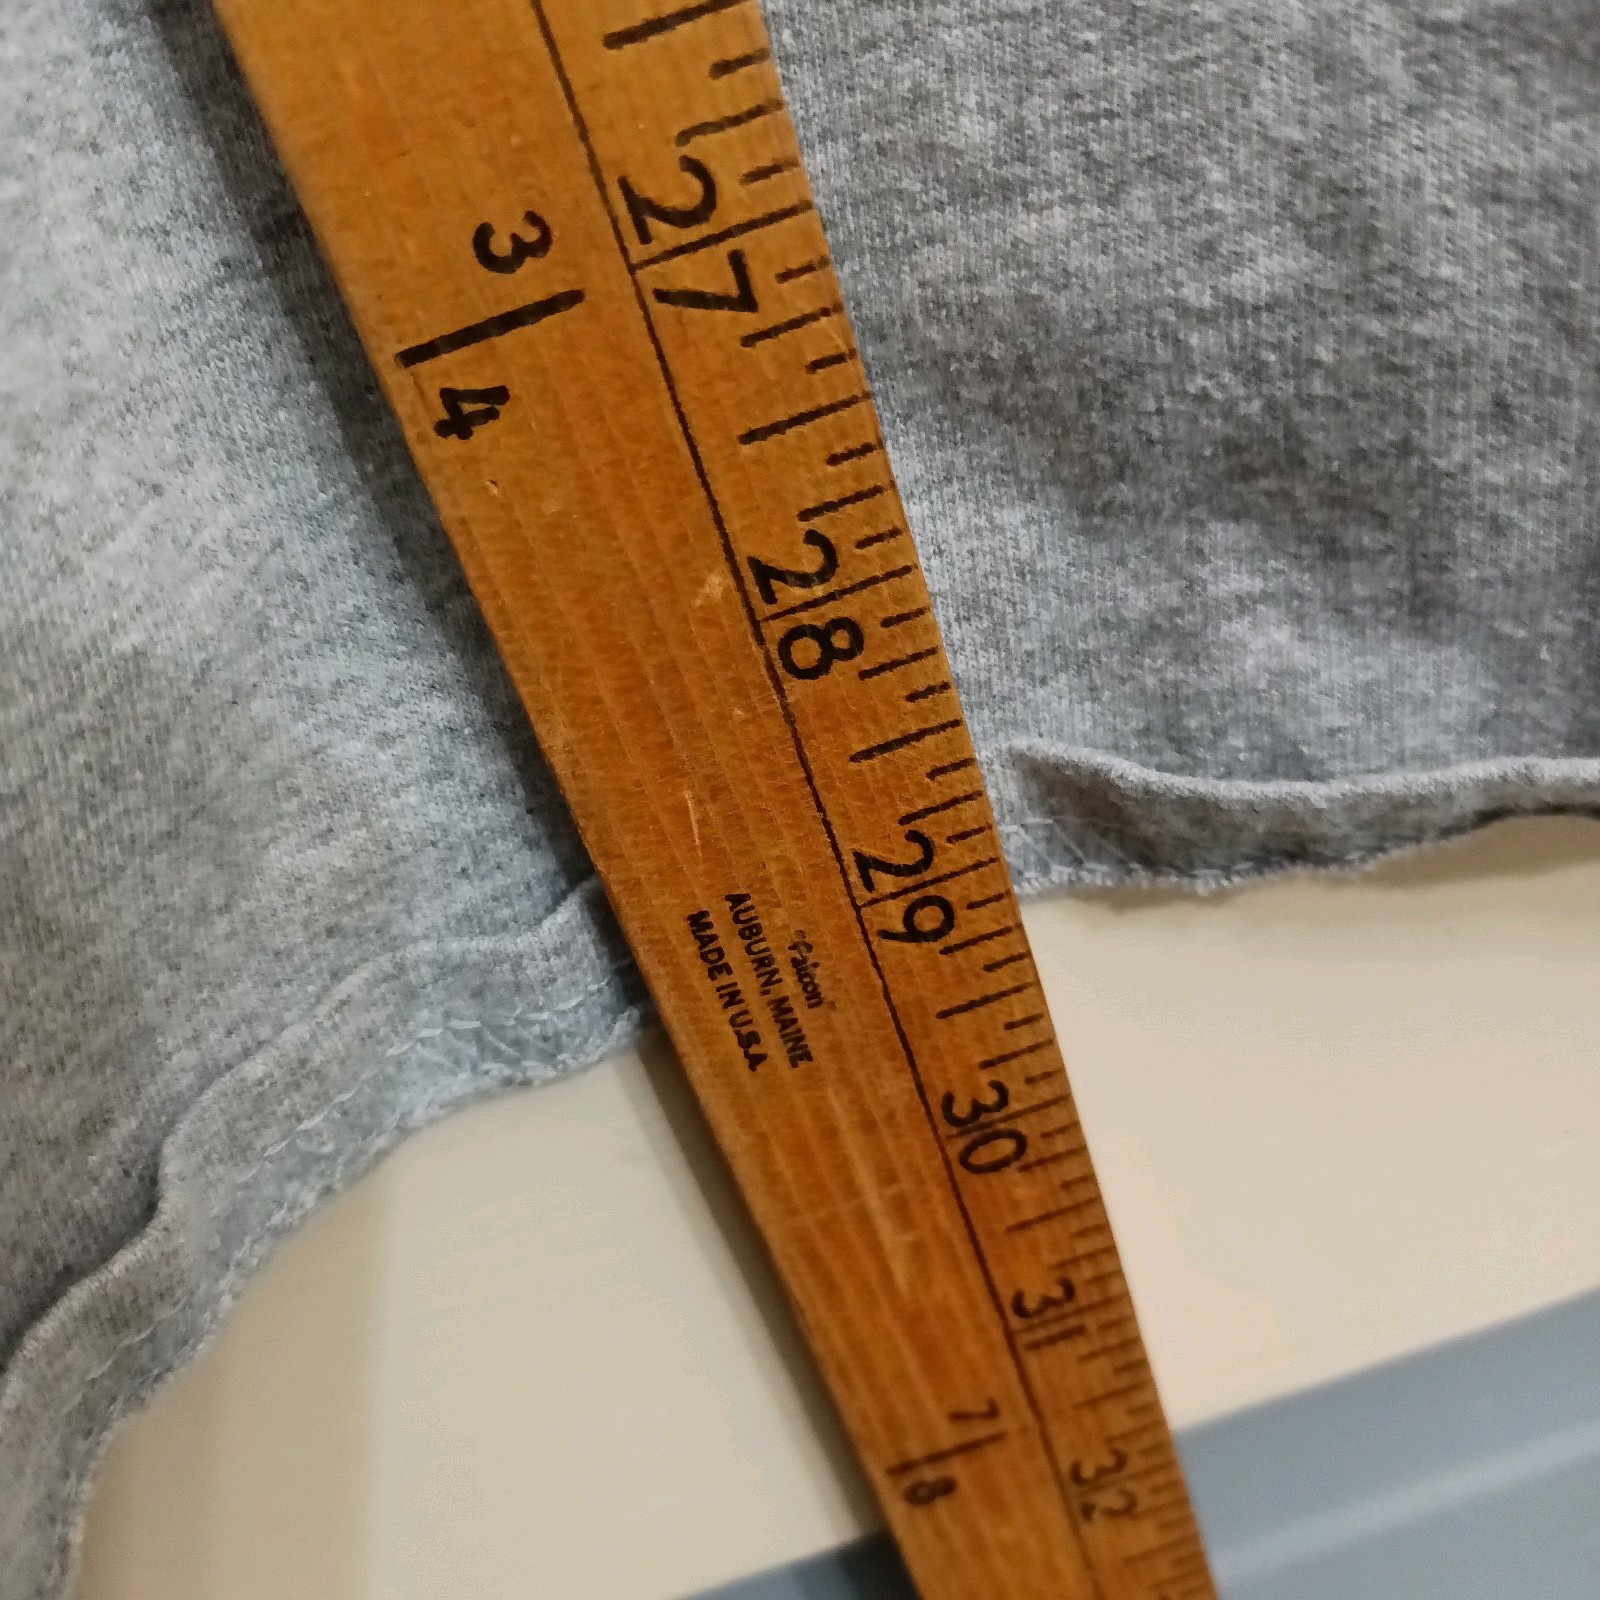 27
3/4
28
29
"Falcon"
AUBURN, MAINE
MADE IN U.S.A.
30
31
7/8
32